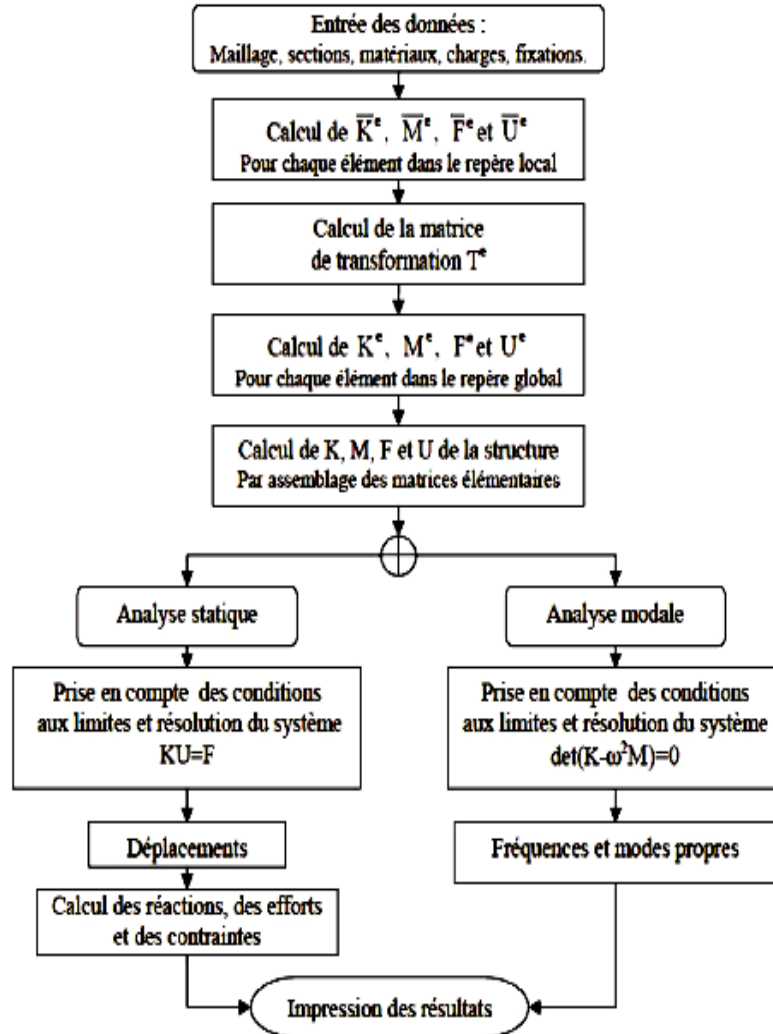 Entrée des données :
Maillage, sections, matériaux, charges, fixations.
Calcul de K̅ᵉ, M̅ᵉ, F̅ᵉ et U̅ᵉ
Pour chaque élément dans le repère local
Calcul de la matrice
de transformation Tᵉ
Calcul de Kᵉ, Mᵉ, Fᵉ et Uᵉ
Pour chaque élément dans le repère global
Calcul de K, M, F et U de la structure
Par assemblage des matrices élémentaires
Analyse statique
Prise en compte des conditions
aux limites et résolution du système
KU=F
Déplacements
Calcul des réactions, des efforts
et des contraintes
Analyse modale
Prise en compte des conditions
aux limites et résolution du système
det(K-ω²M)=0
Fréquences et modes propres
Impression des résultats